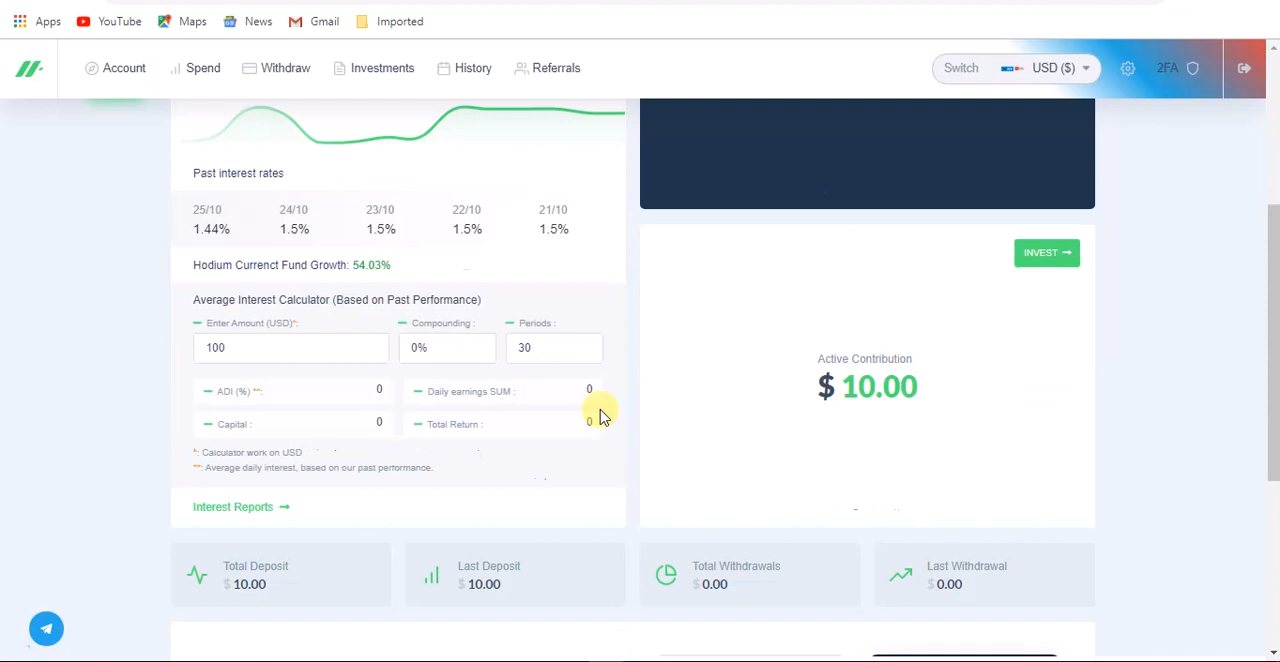 Apps YouTube Maps News Gmail Imported
Account Spend Withdraw Investments History Referrals Switch USD ($) 2FA
Past interest rates
25/10 24/10 23/10 22/10 21/10
1.44% 1.5% 1.5% 1.5% 1.5%
Hodium Currenct Fund Growth: 54.03%
Average Interest Calculator (Based on Past Performance)
Enter Amount (USD)*: Compounding : Periods :
100 0% 30
ADI (%) **: 0 Daily earnings SUM : 0
Capital : 0 Total Return : 0
*: Calculator work on USD
**: Average daily interest, based on our past performance.
Interest Reports →
INVEST →
Active Contribution
$ 10.00
Total Deposit
$ 10.00
Last Deposit
$ 10.00
Total Withdrawals
$ 0.00
Last Withdrawal
$ 0.00